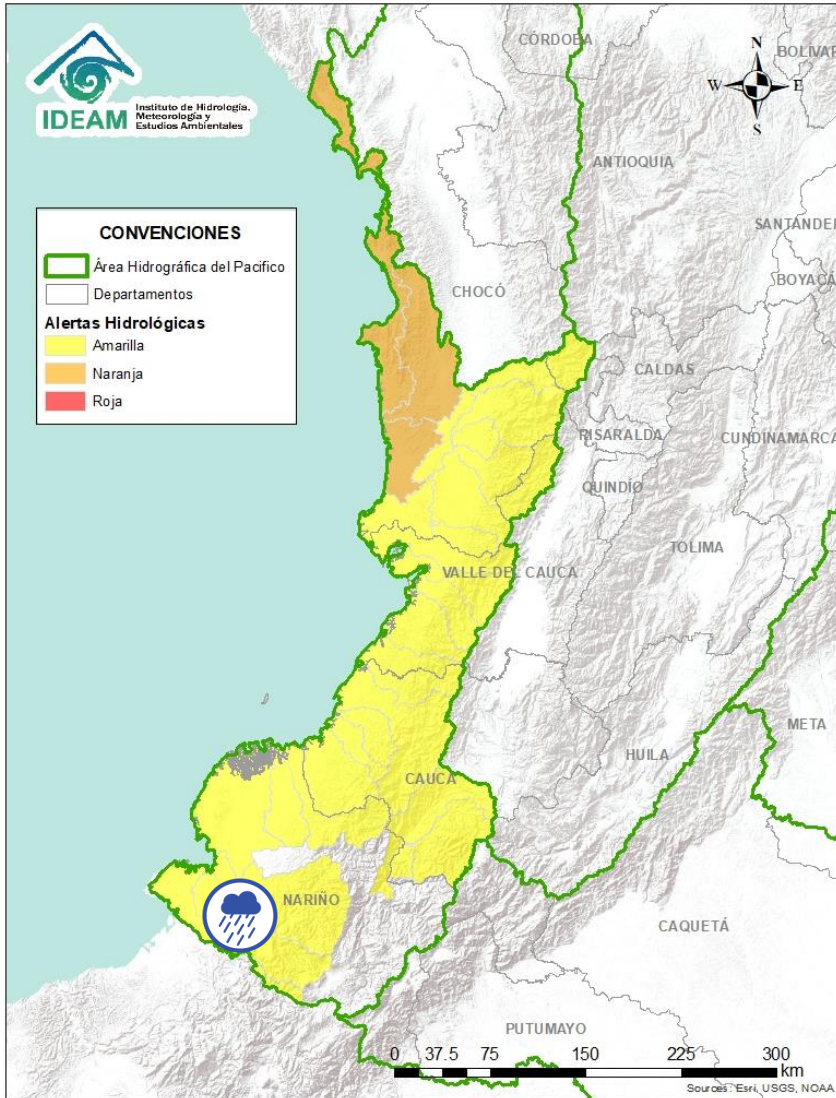 IDEAM
Instituto de Hidrología,
Meteorología y
Estudios Ambientales
N
W
E
S
CÓRDOBA
BOLÍVAR
ANTIOQUIA
SANTANDER
BOYACÁ
CONVENCIONES
Área Hidrográfica del Pacifico
Departamentos
Alertas Hidrológicas
Amarilla
Naranja
Roja
CHOCÓ
CALDAS
RISARALDA
CUNDINAMARCA
QUINDÍO
TOLIMA
VALLE DEL CAUCA
META
HUILA
CAUCA
NARIÑO
CAQUETÁ
PUTUMAYO
0 37.5 75 150 225 300
km
Sources: Esri, USGS, NOAA